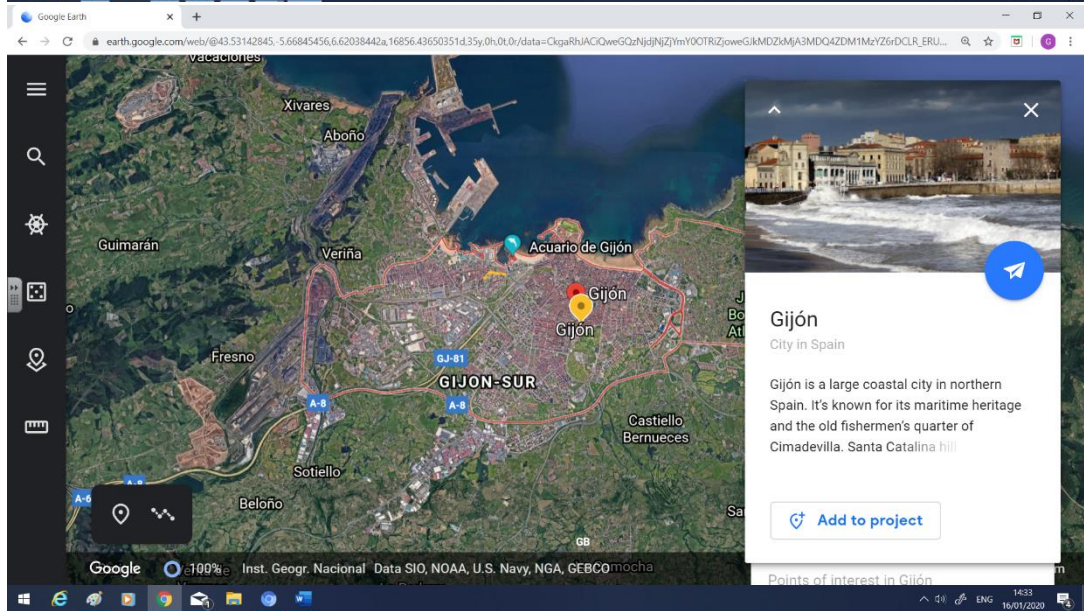 Google Earth
earth.google.com/web/@43.53142845,-5.66845456,6.62038442a,16856.43650351d,35y,0h,0t,0r/data=CkgaRhJACiQweGQzNjdjNjZjYmY0OTRiZjoweGJkMDZkMjA3MDQ4ZDM1MzYZ6rDCLR_ERU...
G
Vacaciones
Xivares
Aboño
Guimarán
Veriña
Acuario de Gijón
Gijón
Gijón
Fresno
GJ-81
GIJON-SUR
A-8
A-8
Castiello
Bernueces
Sotiello
A-8
Beloño
GB
Google
100%
Inst. Geogr. Nacional Data SIO, NOAA, U.S. Navy, NGA, GEBCO
Gijón
City in Spain
Gijón is a large coastal city in northern
Spain. It's known for its maritime heritage
and the old fishermen's quarter of
Cimadevilla. Santa Catalina hill
Add to project
Points of interest in Gijón
ENG
14:33
16/01/2020